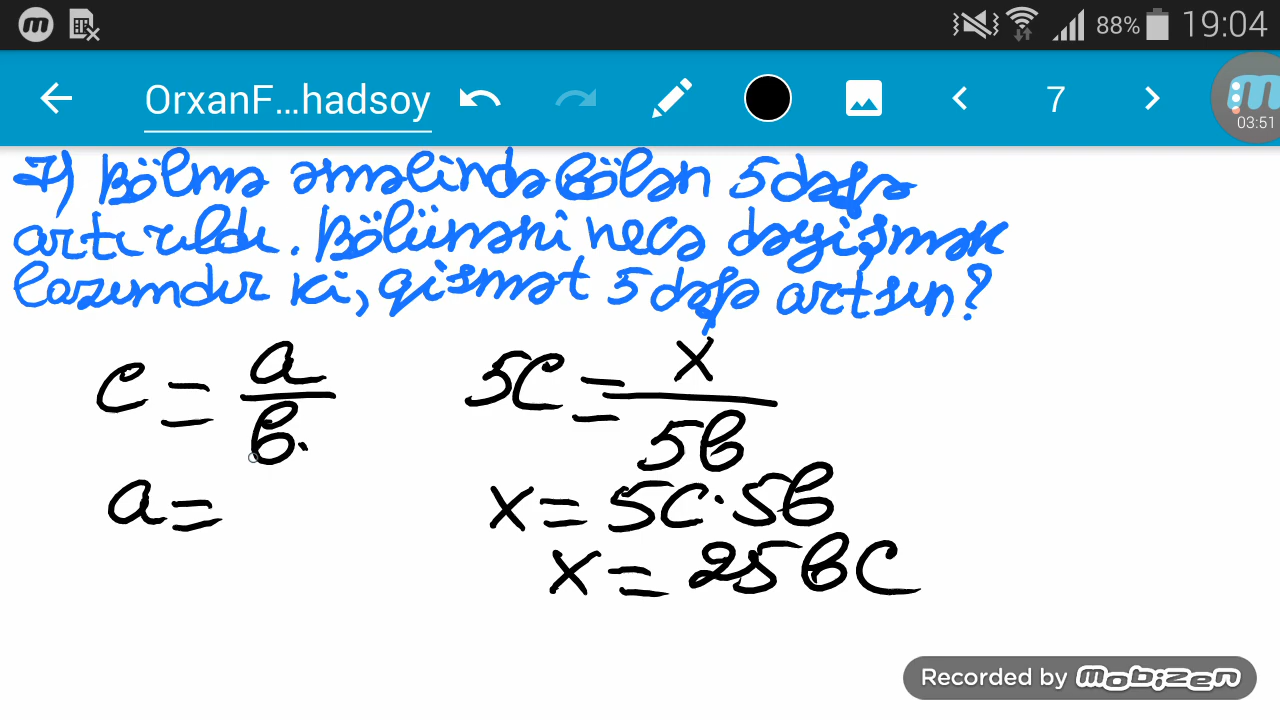 88% 19:04
OrxanF...hadsoy 7
03:51
7) Bölmə əməlində Bölən 5 dəfə
artırıldı. Bölünəni necə dəyişmək
lazımdır ki, qismət 5 dəfə artsın?
c = a/b 5c = x/5b
a = x = 5c·5b
x = 25bc
Recorded by mobizen